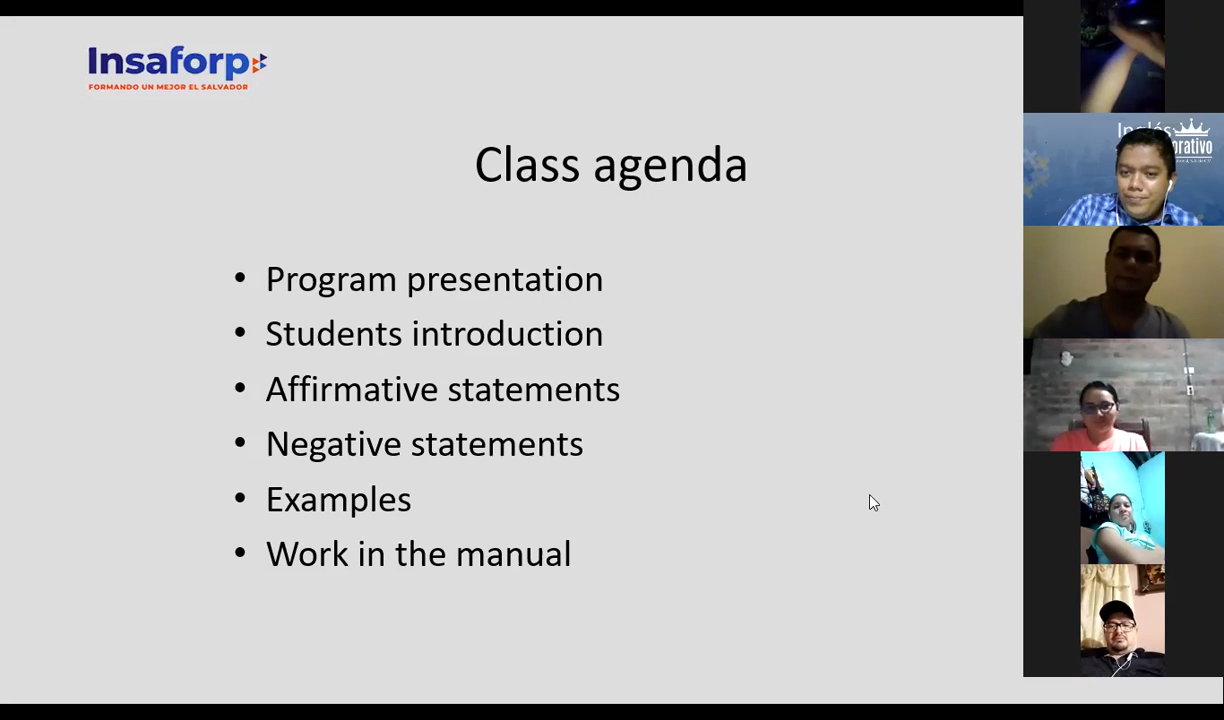 Insaforp
FORMANDO UN MEJOR EL SALVADOR
Class agenda
• Program presentation
• Students introduction
• Affirmative statements
• Negative statements
• Examples
• Work in the manual
Inglés